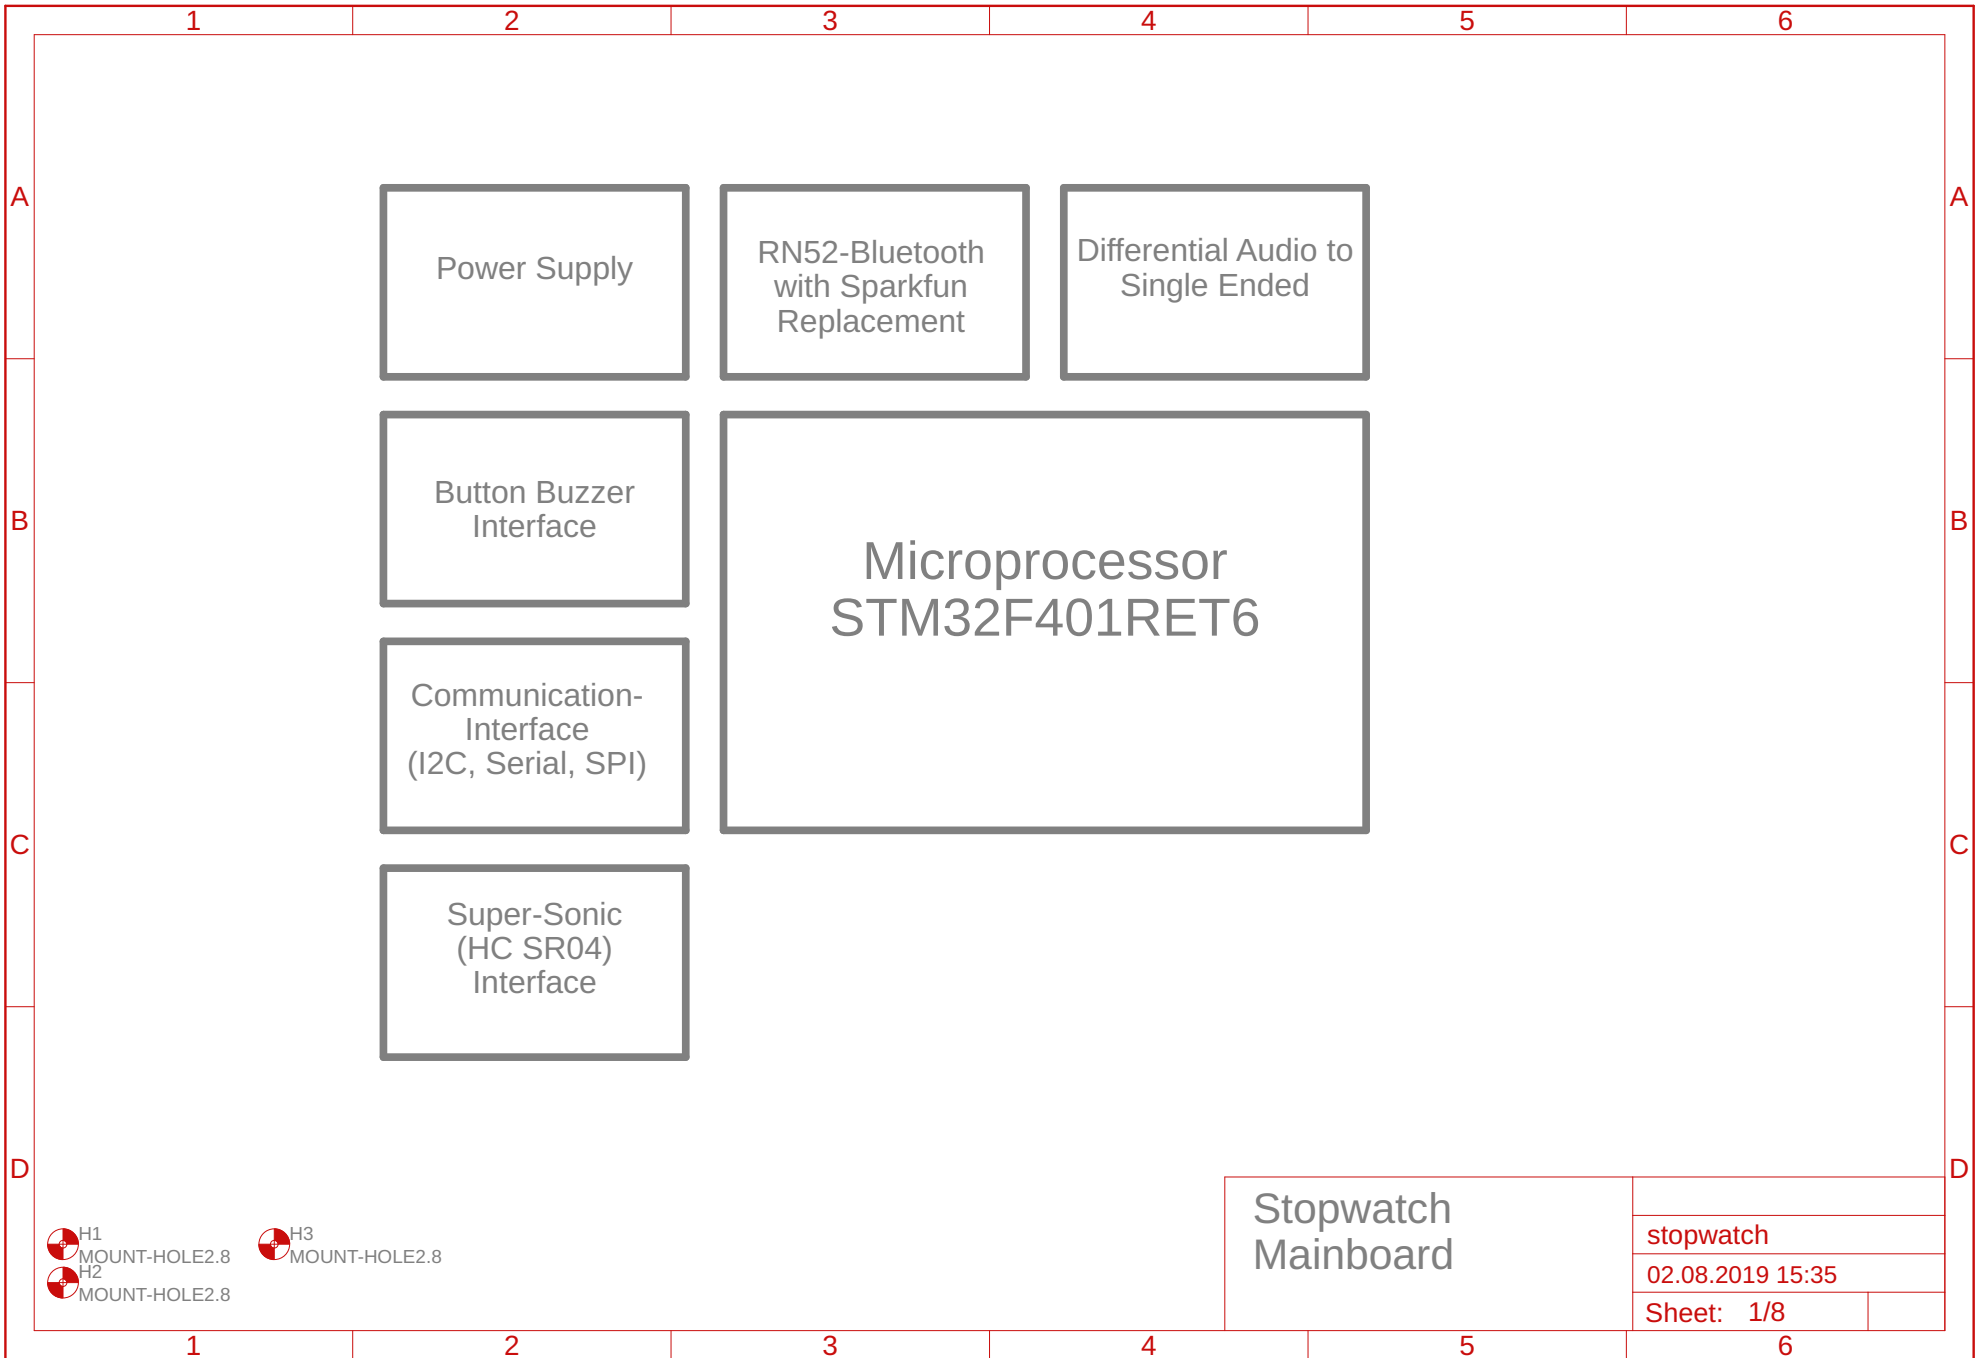 1 2 3 4 5 6
A A
Power Supply
RN52-Bluetooth
with Sparkfun
Replacement
Differential Audio to
Single Ended
B B
Button Buzzer
Interface
Microprocessor
STM32F401RET6
Communication-
Interface
(I2C, Serial, SPI)
C C
Super-Sonic
(HC SR04)
Interface
D D
H1
MOUNT-HOLE2.8
H2
MOUNT-HOLE2.8
H3
MOUNT-HOLE2.8
Stopwatch
Mainboard
stopwatch
02.08.2019 15:35
Sheet: 1/8
1 2 3 4 5 6